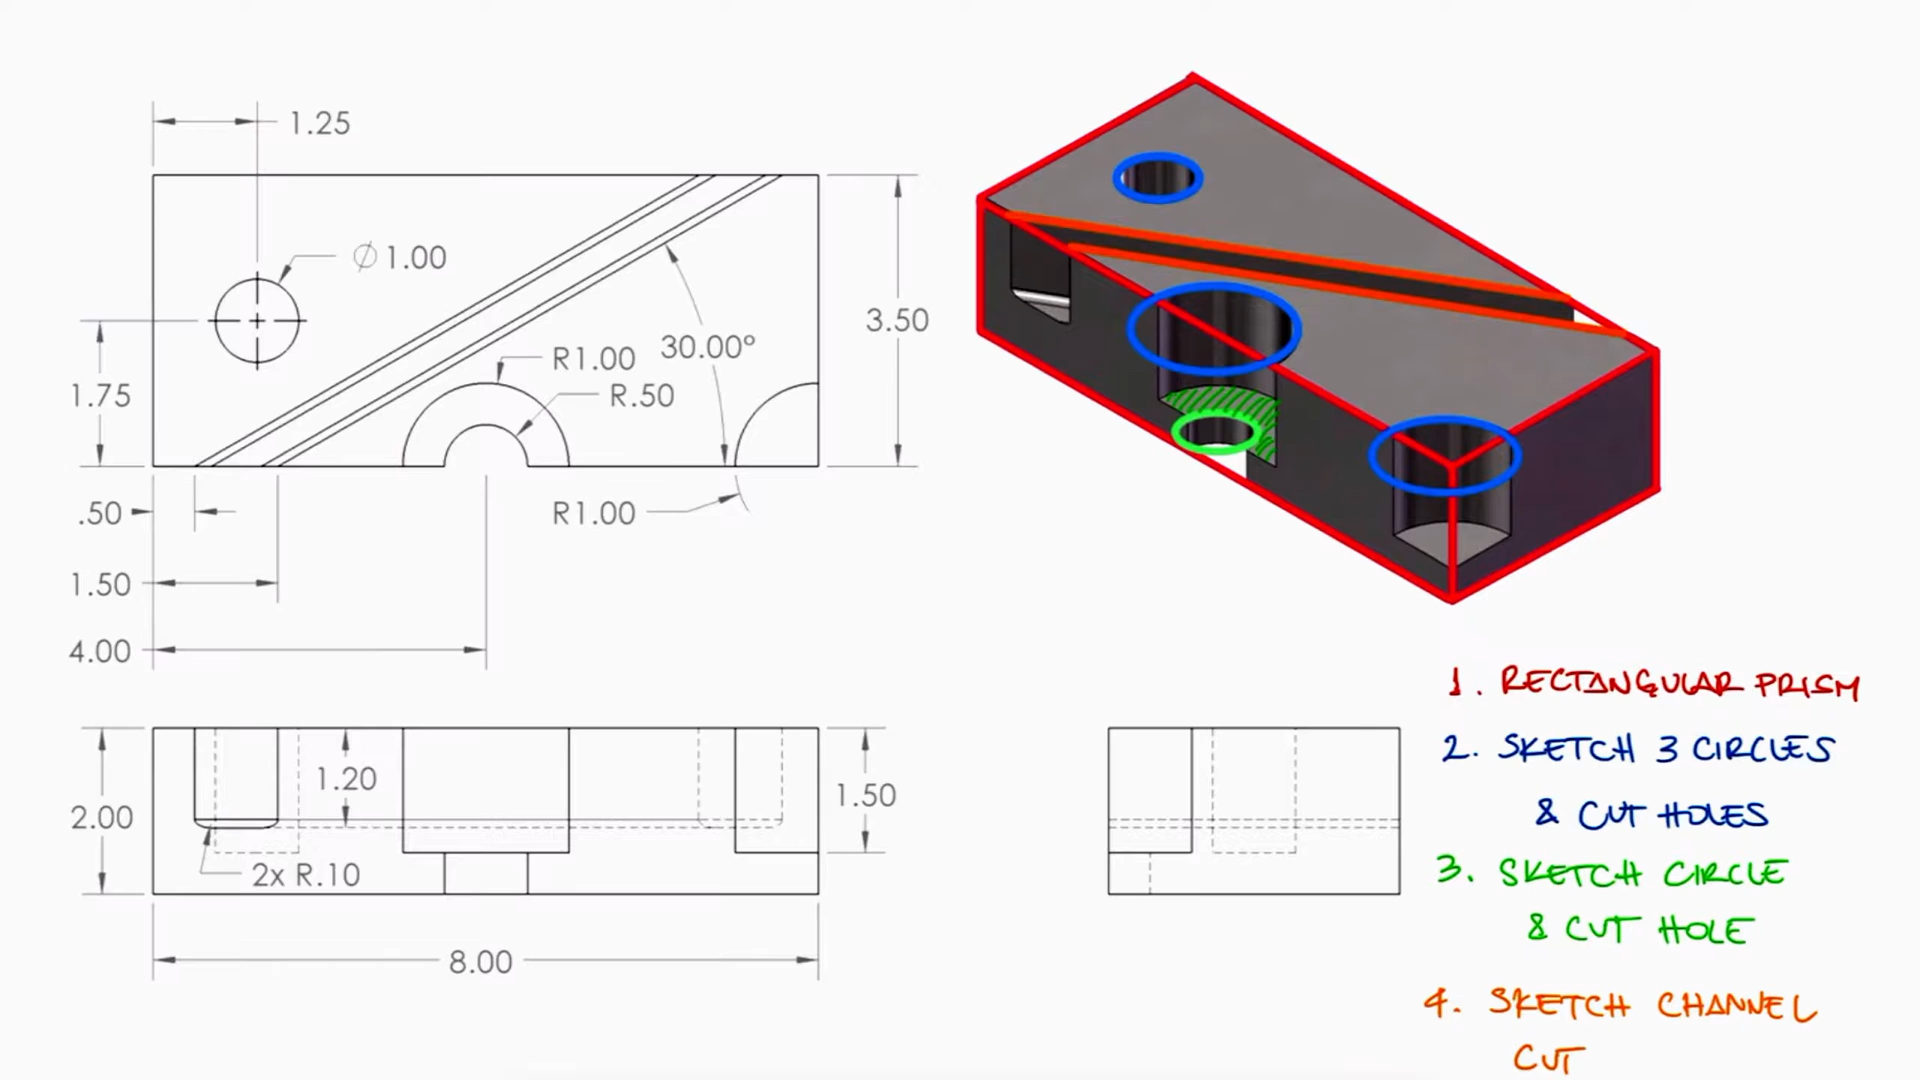 1.25
Ø 1.00
3.50
R1.00
30.00°
1.75
R.50
.50
R1.00
1.50
4.00
1. RECTANGULAR PRISM
2. SKETCH 3 CIRCLES
& CUT HOLES
1.20
1.50
2.00
2x R.10
3. SKETCH CIRCLE
& CUT HOLE
8.00
4. SKETCH CHANNEL
CUT